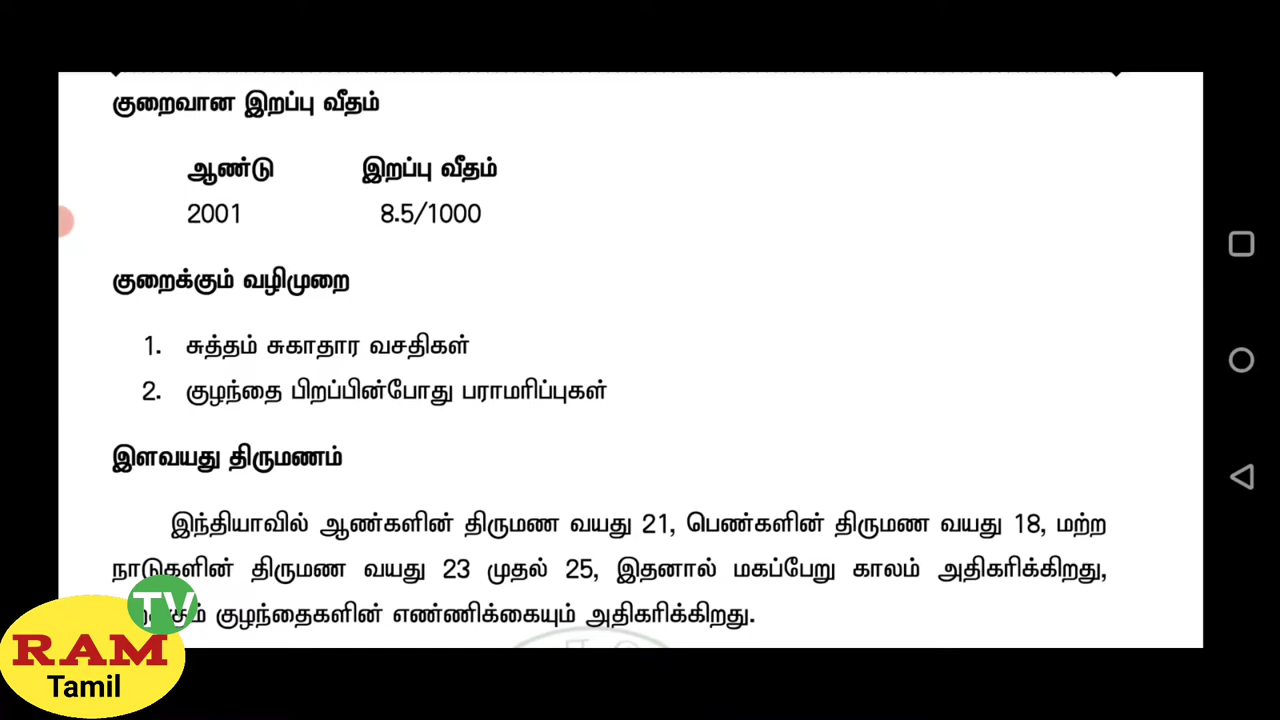 குறைவான இறப்பு வீதம்
ஆண்டு இறப்பு வீதம்
2001 8.5/1000
குறைக்கும் வழிமுறை
1. சுத்தம் சுகாதார வசதிகள்
2. குழந்தை பிறப்பின்போது பராமரிப்புகள்
இளவயது திருமணம்
இந்தியாவில் ஆண்களின் திருமண வயது 21, பெண்களின் திருமண வயது 18, மற்ற
நாடுகளின் திருமண வயது 23 முதல் 25, இதனால் மகப்பேறு காலம் அதிகரிக்கிறது,
குழந்தைகளின் எண்ணிக்கையும் அதிகரிக்கிறது.
TV
RAM
Tamil